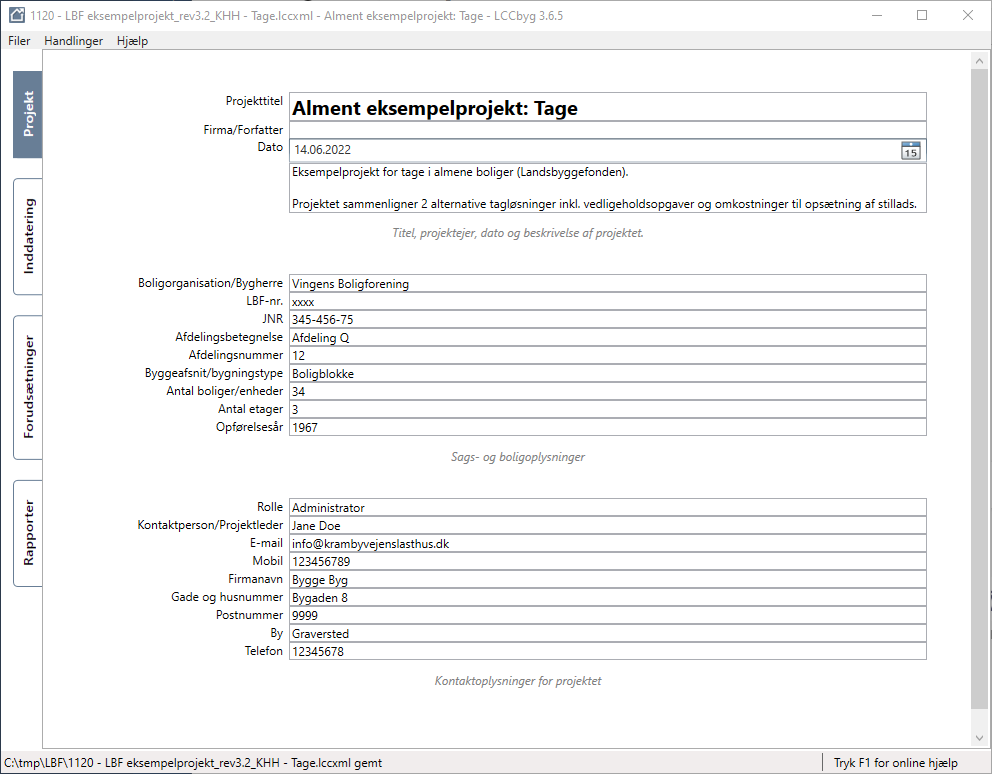 1120 - LBF eksempelprojekt_rev3.2_KHH - Tage.lccxml - Alment eksempelprojekt: Tage - LCCbyg 3.6.5
Filer Handlinger Hjælp
Projekt
Inddatering
Forudsætninger
Rapporter
Projekttitel Alment eksempelprojekt: Tage
Firma/Forfatter
Dato 14.06.2022 15
Eksempelprojekt for tage i almene boliger (Landsbyggefonden).
Projektet sammenligner 2 alternative tagløsninger inkl. vedligeholdsopgaver og omkostninger til opsætning af stillads.
Titel, projektejer, dato og beskrivelse af projektet.
Boligorganisation/Bygherre Vingens Boligforening
LBF-nr. xxxx
JNR 345-456-75
Afdelingsbetegnelse Afdeling Q
Afdelingsnummer 12
Byggeafsnit/bygningstype Boligblokke
Antal boliger/enheder 34
Antal etager 3
Opførelsesår 1967
Sags- og boligoplysninger
Rolle Administrator
Kontaktperson/Projektleder Jane Doe
E-mail info@krambyvejenslasthus.dk
Mobil 123456789
Firmanavn Bygge Byg
Gade og husnummer Bygaden 8
Postnummer 9999
By Graversted
Telefon 12345678
Kontaktoplysninger for projektet
C:\tmp\LBF\1120 - LBF eksempelprojekt_rev3.2_KHH - Tage.lccxml gemt Tryk F1 for online hjælp